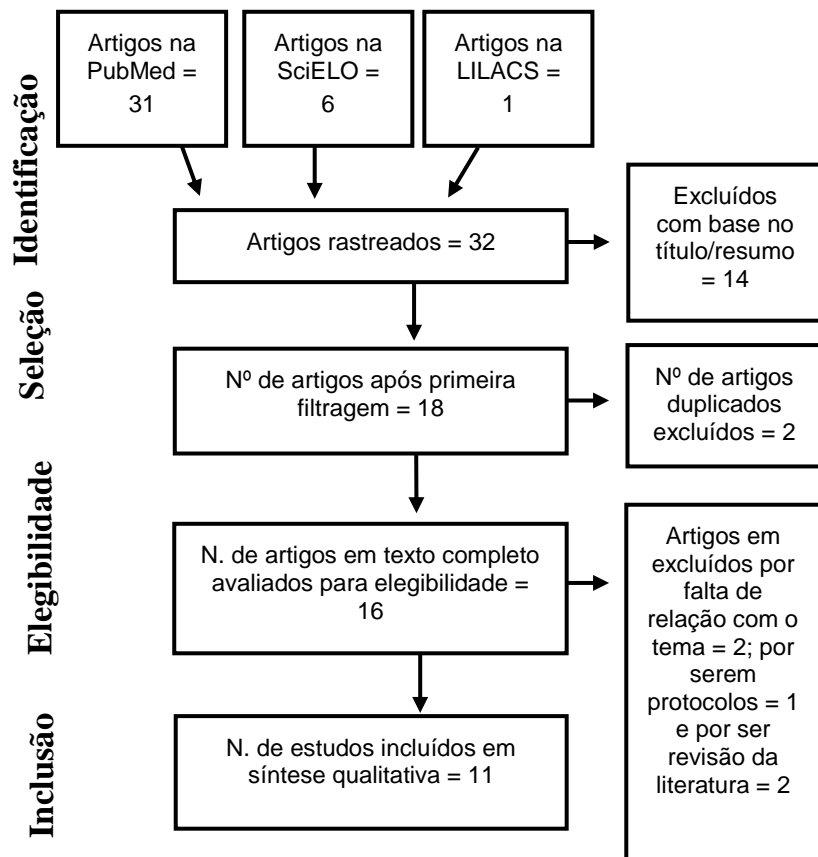 Identificação
Artigos na
PubMed =
31
Artigos na
SciELO =
6
Artigos na
LILACS =
1
Artigos rastreados = 32
Excluídos
com base no
título/resumo
= 14
Seleção
Nº de artigos após primeira
filtragem = 18
Nº de artigos
duplicados
excluídos = 2
Elegibilidade
N. de artigos em texto completo
avaliados para elegibilidade =
16
Artigos em
excluídos por
falta de
relação com o
tema = 2; por
serem
protocolos = 1
e por ser
revisão da
literatura = 2
Inclusão
N. de estudos incluídos em
síntese qualitativa = 11